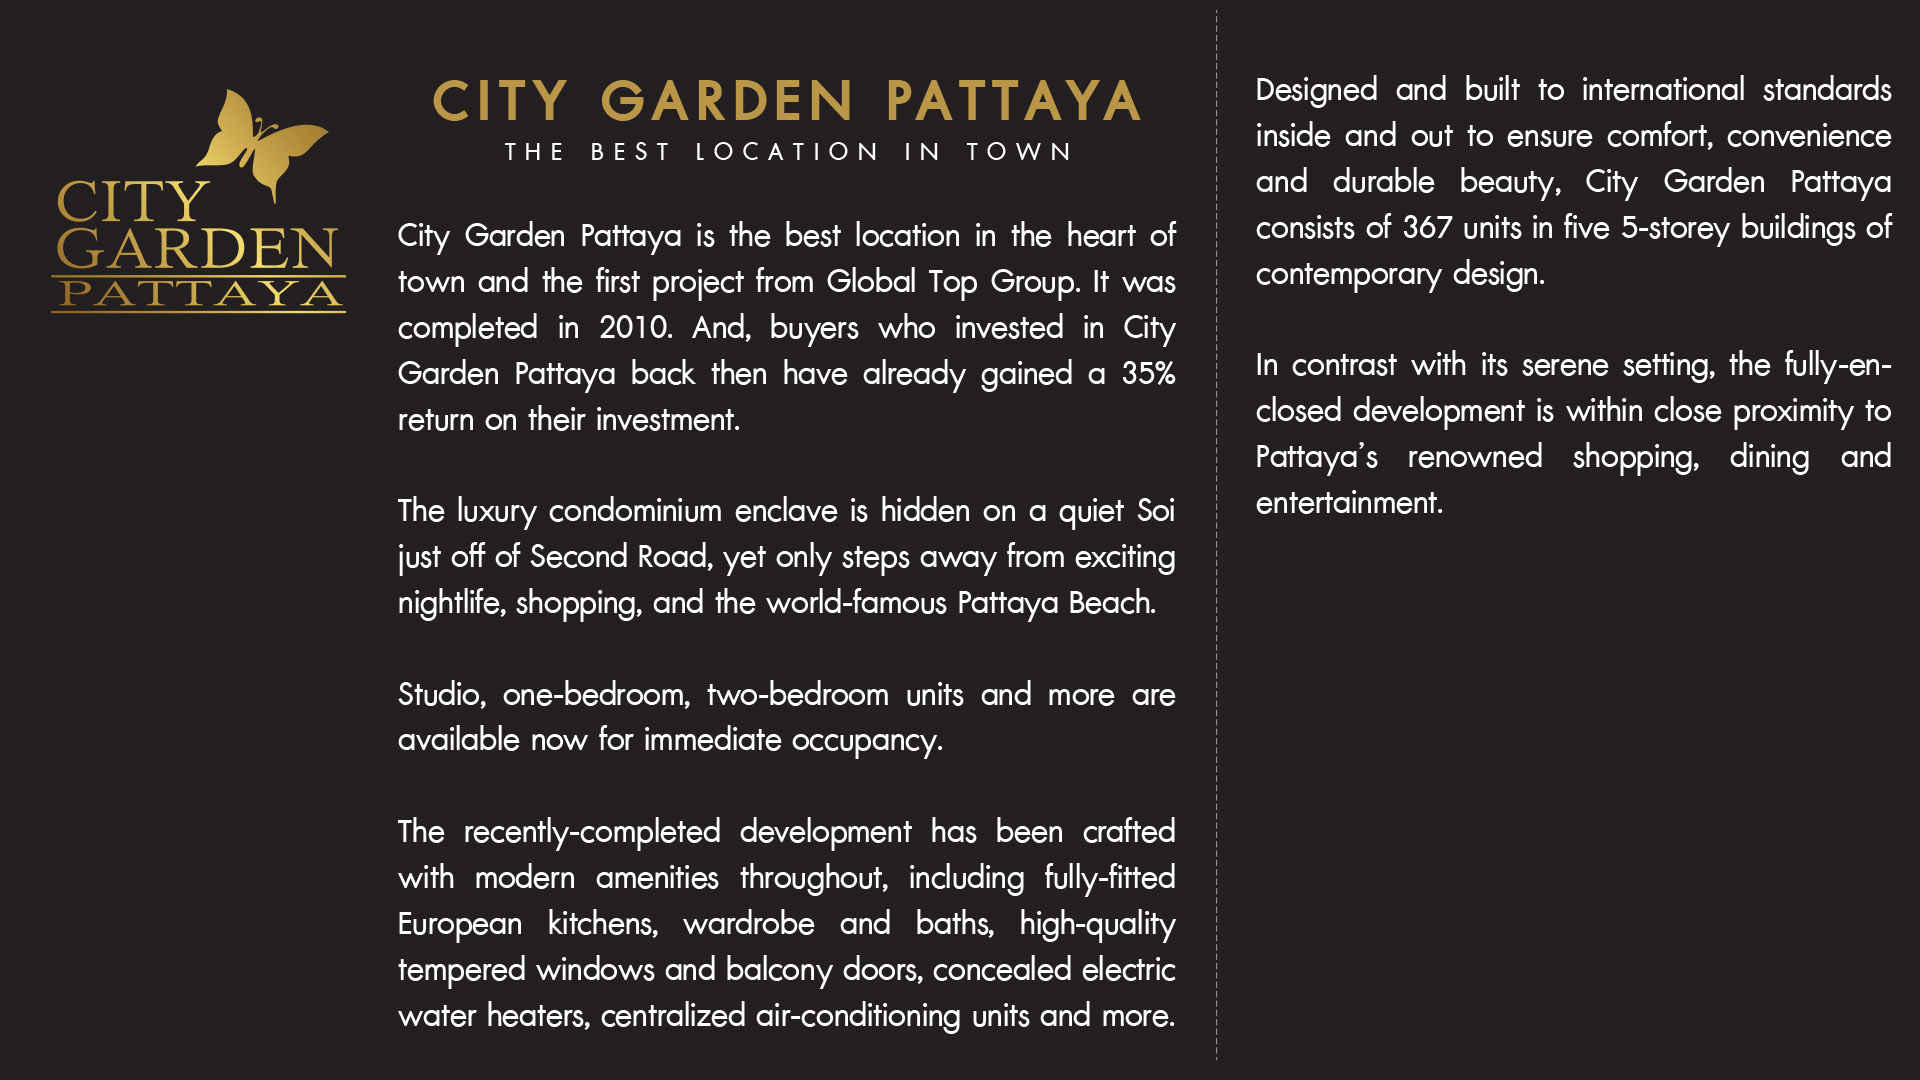 CITY
GARDEN
PATTAYA
CITY GARDEN PATTAYA
THE BEST LOCATION IN TOWN
City Garden Pattaya is the best location in the heart of
town and the first project from Global Top Group. It was
completed in 2010. And, buyers who invested in City
Garden Pattaya back then have already gained a 35%
return on their investment.
The luxury condominium enclave is hidden on a quiet Soi
just off of Second Road, yet only steps away from exciting
nightlife, shopping, and the world-famous Pattaya Beach.
Studio, one-bedroom, two-bedroom units and more are
available now for immediate occupancy.
The recently-completed development has been crafted
with modern amenities throughout, including fully-fitted
European kitchens, wardrobe and baths, high-quality
tempered windows and balcony doors, concealed electric
water heaters, centralized air-conditioning units and more.
Designed and built to international standards
inside and out to ensure comfort, convenience
and durable beauty, City Garden Pattaya
consists of 367 units in five 5-storey buildings of
contemporary design.
In contrast with its serene setting, the fully-en-
closed development is within close proximity to
Pattaya’s renowned shopping, dining and
entertainment.